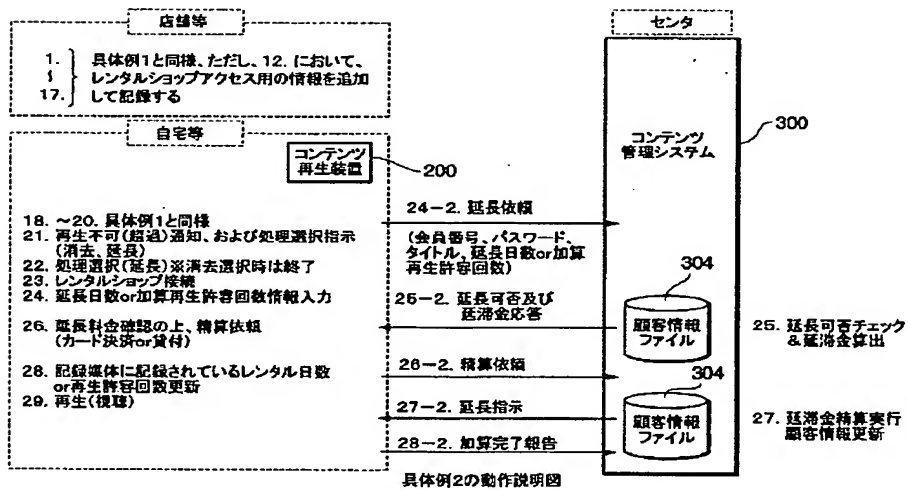 店舗等
1.
〜
17.
具体例1と同様、ただし、12. において、
レンタルショップアクセス用の情報を追加
して記録する
自宅等
コンテンツ
再生装置
200
18. 〜20. 具体例1と同様
21. 再生不可(超過)通知、および処理選択指示
(消去、延長)
22. 処理選択(延長)※消去選択時は終了
23. レンタルショップ接続
24. 延長日数or加算再生許容回数情報入力
26. 延長料金確認の上、精算依頼
(カード決済or貸付)
28. 記録媒体に記録されているレンタル日数
or再生許容回数更新
29. 再生(視聴)
24−2. 延長依頼
(会員番号、パスワード、
タイトル、延長日数or加算
再生許容回数)
25−2. 延長可否及び
延滞金応答
26−2. 精算依頼
27−2. 延長指示
28−2. 加算完了報告
センタ
コンテンツ
管理システム
300
304
顧客情報
ファイル
304
顧客情報
ファイル
25. 延長可否チェック
&延滞金算出
27. 延滞金精算実行
顧客情報更新
具体例2の動作説明図